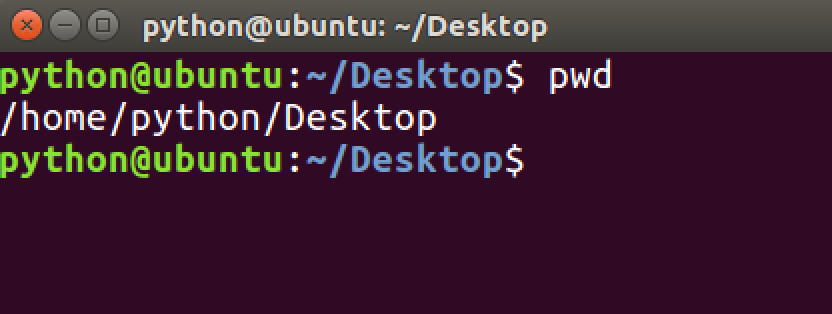 python@ubuntu: ~/Desktop
python@ubuntu:~/Desktop$ pwd
/home/python/Desktop
python@ubuntu:~/Desktop$